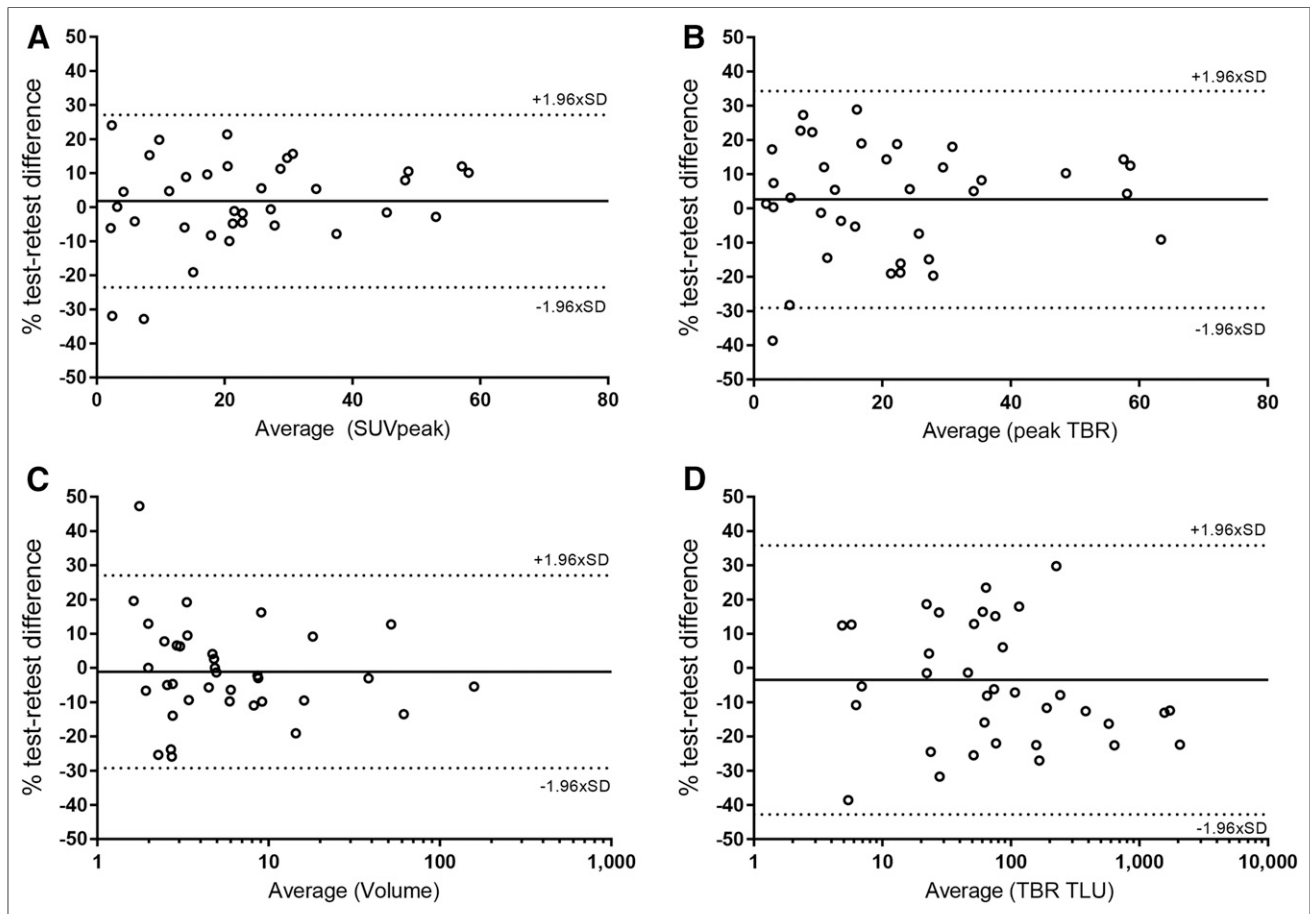 A
50
40
30
20
10
0
-10
-20
-30
-40
-50
% test-retest difference
+1.96xSD
-1.96xSD
0 20 40 60 80
Average (SUVpeak)
B
50
40
30
20
10
0
-10
-20
-30
-40
-50
% test-retest difference
+1.96xSD
-1.96xSD
0 20 40 60 80
Average (peak TBR)
C
50
40
30
20
10
0
-10
-20
-30
-40
-50
% test-retest difference
+1.96xSD
-1.96xSD
1 10 100 1,000
Average (Volume)
D
50
40
30
20
10
0
-10
-20
-30
-40
-50
% test-retest difference
+1.96xSD
-1.96xSD
1 10 100 1,000 10,000
Average (TBR TLU)